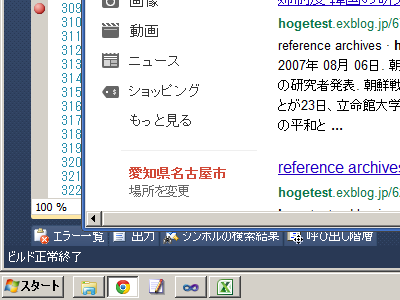 309
310
311
312
313
314
315
316
317
318
319
320
321
322
100 %
画像
動画
ニュース
ショッピング
もっと見る
愛知県名古屋市
場所を変更
hogetest.exblog.jp/6
reference archives · h
2007年 08月 06日. 朝
の研究者発表. 朝鮮戦
とが23日、立命館大学
の平和と ...
reference archives
hogetest.exblog.jp/6
エラー一覧 出力 シンボルの検索結果 呼び出し階層
ビルド正常終了
スタート